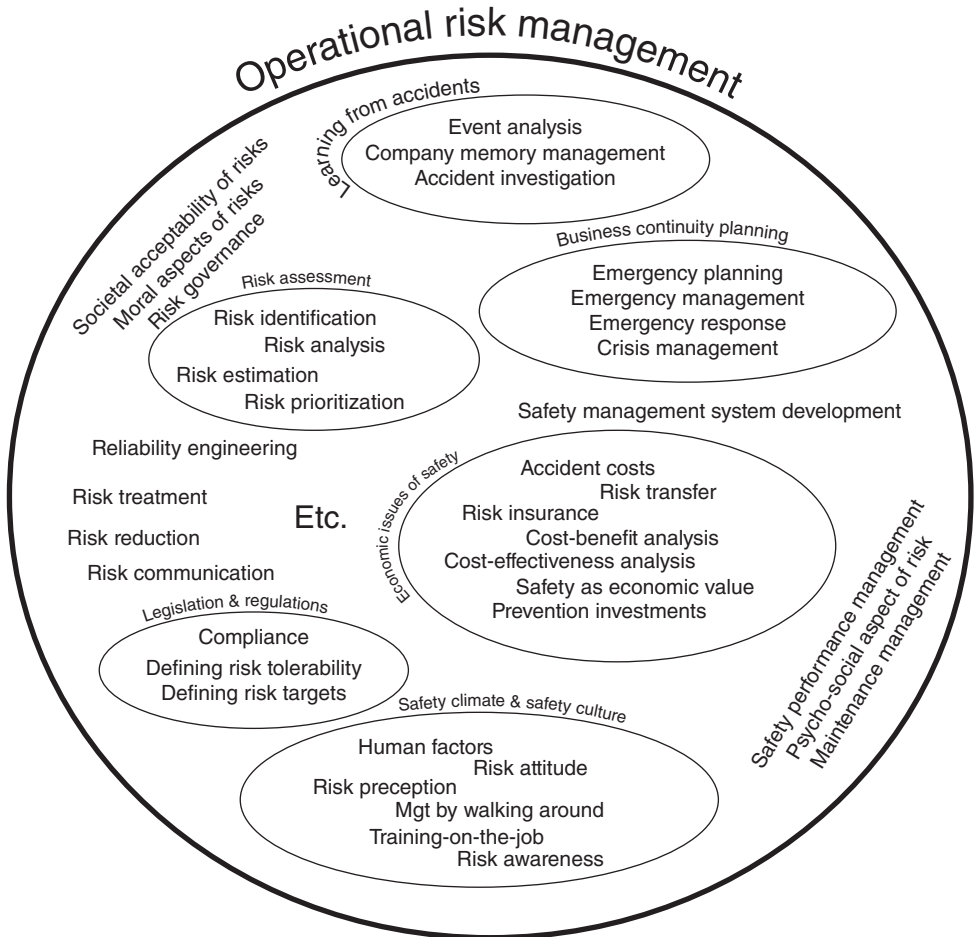 Operational risk management
Learning from accidents
Event analysis
Company memory management
Accident investigation
Societal acceptability of risks
Moral aspects of risks
Risk governance
Business continuity planning
Emergency planning
Emergency management
Emergency response
Crisis management
Risk assessment
Risk identification
Risk analysis
Risk estimation
Risk prioritization
Safety management system development
Reliability engineering
Risk treatment
Risk reduction
Risk communication
Etc.
Economic issues of safety
Accident costs
Risk transfer
Risk insurance
Cost-benefit analysis
Cost-effectiveness analysis
Safety as economic value
Prevention investments
Safety performance management
Psycho-social aspect of risk
Maintenance management
Legislation & regulations
Compliance
Defining risk tolerability
Defining risk targets
Safety climate & safety culture
Human factors
Risk attitude
Risk preception
Mgt by walking around
Training-on-the-job
Risk awareness